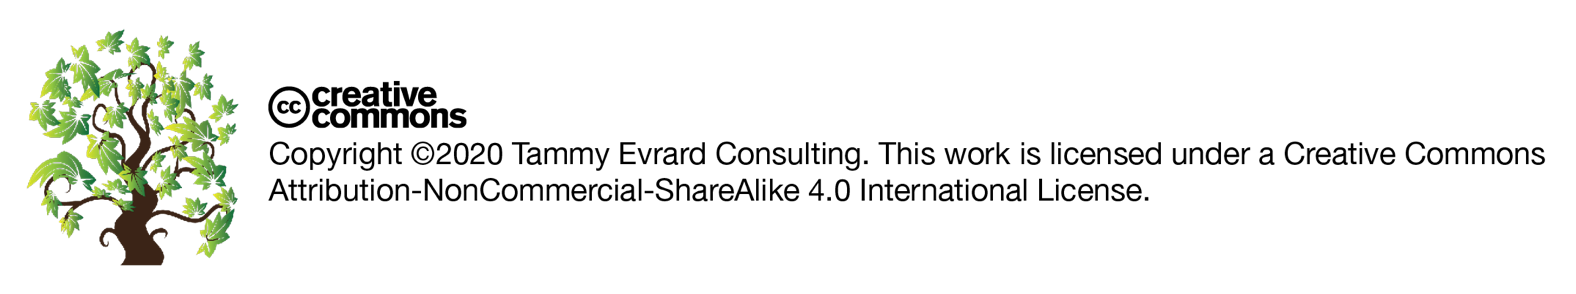 cc creative
commons
Copyright ©2020 Tammy Evrard Consulting. This work is licensed under a Creative Commons
Attribution-NonCommercial-ShareAlike 4.0 International License.